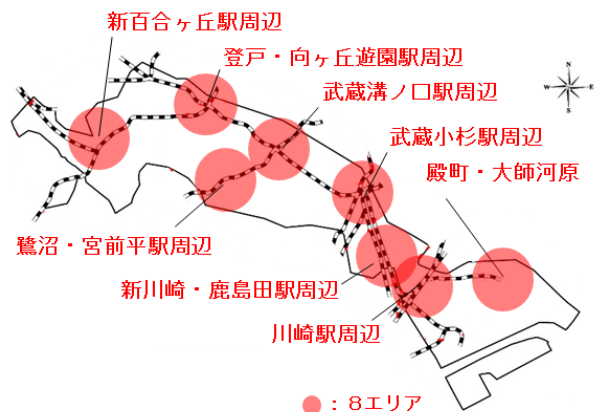 新百合ヶ丘駅周辺
登戸・向ヶ丘遊園駅周辺
武蔵溝ノ口駅周辺
武蔵小杉駅周辺
殿町・大師河原
鷺沼・宮前平駅周辺
新川崎・鹿島田駅周辺
川崎駅周辺
N
W
E
S
：8エリア